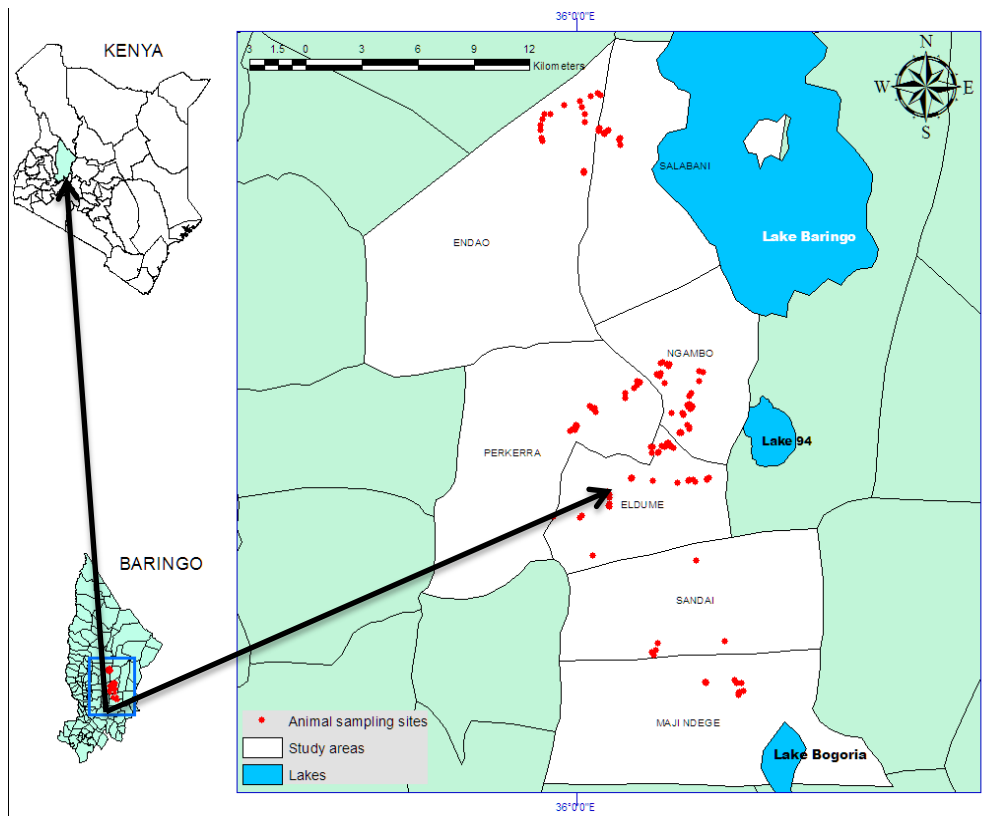 36°0'0"E
KENYA
3 1.5 0 3 6 9 12
Kilometers
N
W E
S
SALABANI
Lake Baringo
ENDAO
NGAMBO
Lake 94
PERKERRA
ELDUME
BARINGO
SANDAI
Animal sampling sites
Study areas
Lakes
MAJI NDEGE
Lake Bogoria
36°0'0"E